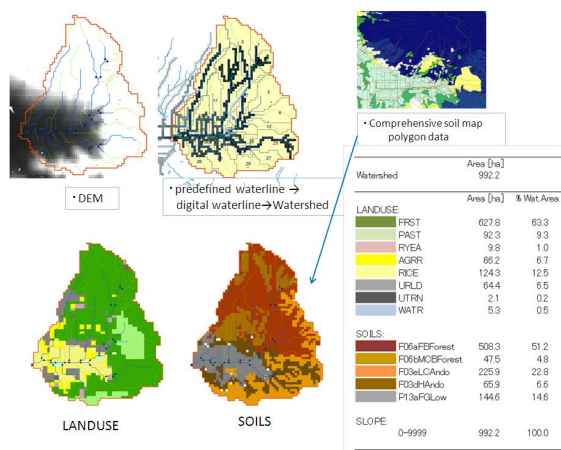 ・DEM
・predefined waterline →
digital waterline→Watershed
・Comprehensive soil map
polygon data
Area [ha]
Watershed 992.2
Area [ha] % Wat.Area
LANDUSE:
FRST 627.8 63.3
PAST 92.3 9.3
RYEA 9.8 1.0
AGRR 66.2 6.7
RICE 124.3 12.5
URLD 64.4 6.5
UTRN 2.1 0.2
WATR 5.3 0.5
SOILS:
F06aFBForest 508.3 51.2
F06bMCBlForest 47.5 4.8
F03eLCAndo 225.9 22.8
F03dHAndo 65.9 6.6
P13aFGLow 144.6 14.6
SLOPE:
0-9999 992.2 100.0
LANDUSE
SOILS